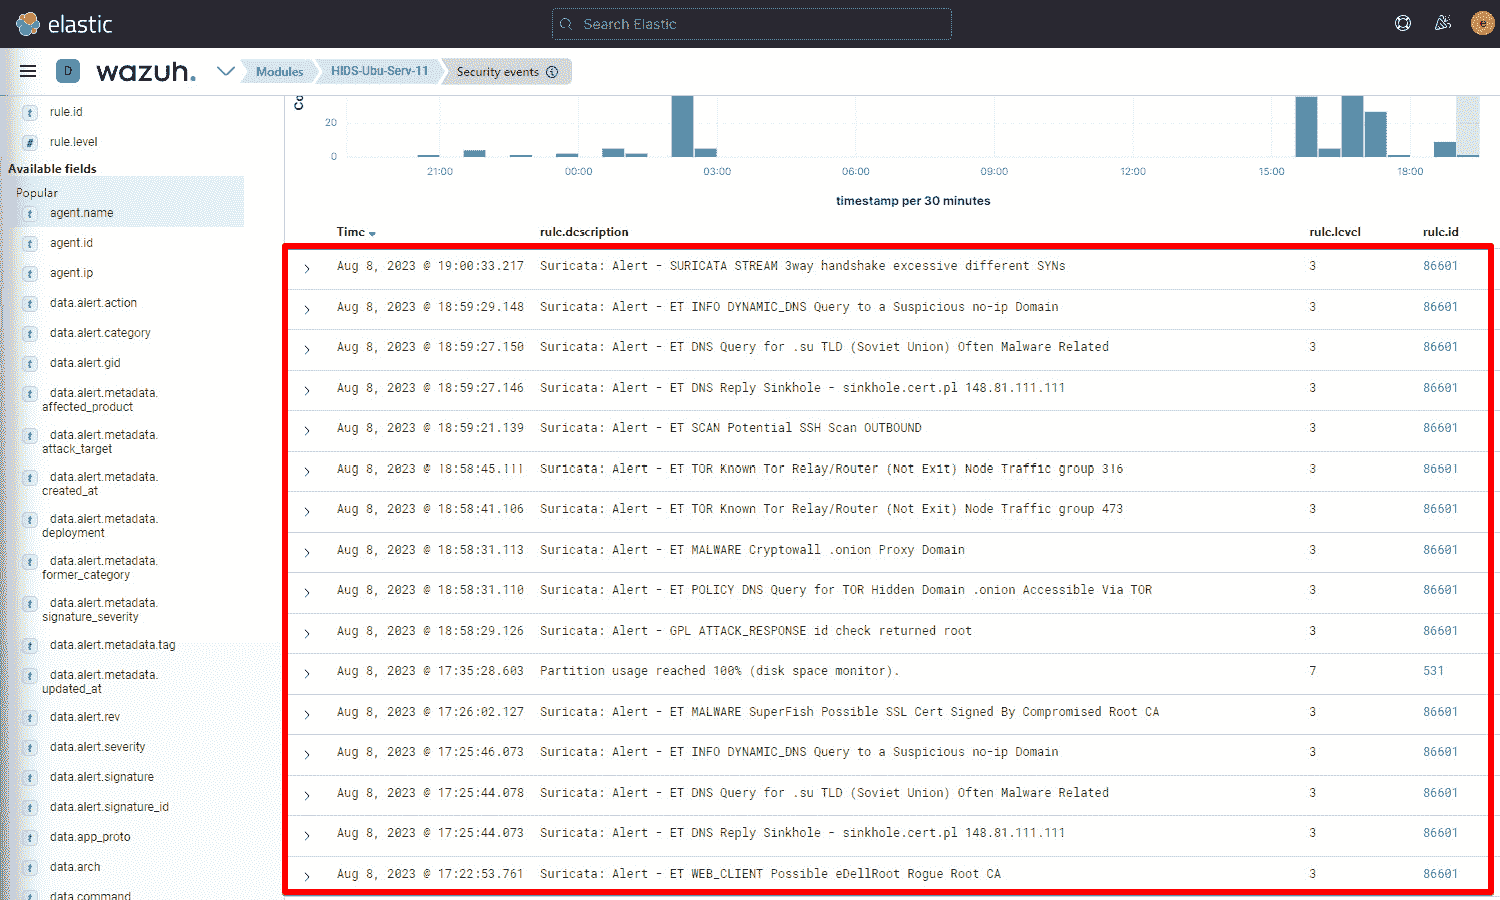 elastic
Search Elastic
e
D wazuh. Modules HIDS-Ubu-Serv-11 Security events
t rule.id
# rule.level
Available fields
Popular
t agent.name
t agent.id
t agent.ip
t data.alert.action
t data.alert.category
t data.alert.gid
t data.alert.metadata.
affected_product
t data.alert.metadata.
attack_target
t data.alert.metadata.
created_at
t data.alert.metadata.
deployment
t data.alert.metadata.
former_category
t data.alert.metadata.
signature_severity
t data.alert.metadata.tag
t data.alert.metadata.
updated_at
t data.alert.rev
t data.alert.severity
t data.alert.signature
t data.alert.signature_id
t data.app_proto
t data.arch
t data.command
Co
20
0
21:00 00:00 03:00 06:00 09:00 12:00 15:00 18:00
timestamp per 30 minutes
Time rule.description rule.level rule.id
Aug 8, 2023 @ 19:00:33.217 Suricata: Alert - SURICATA STREAM 3way handshake excessive different SYNs 3 86601
Aug 8, 2023 @ 18:59:29.148 Suricata: Alert - ET INFO DYNAMIC_DNS Query to a Suspicious no-ip Domain 3 86601
Aug 8, 2023 @ 18:59:27.150 Suricata: Alert - ET DNS Query for .su TLD (Soviet Union) Often Malware Related 3 86601
Aug 8, 2023 @ 18:59:27.146 Suricata: Alert - ET DNS Reply Sinkhole - sinkhole.cert.pl 148.81.111.111 3 86601
Aug 8, 2023 @ 18:59:21.139 Suricata: Alert - ET SCAN Potential SSH Scan OUTBOUND 3 86601
Aug 8, 2023 @ 18:58:45.111 Suricata: Alert - ET TOR Known Tor Relay/Router (Not Exit) Node Traffic group 316 3 86601
Aug 8, 2023 @ 18:58:41.106 Suricata: Alert - ET TOR Known Tor Relay/Router (Not Exit) Node Traffic group 473 3 86601
Aug 8, 2023 @ 18:58:31.113 Suricata: Alert - ET MALWARE Cryptowall .onion Proxy Domain 3 86601
Aug 8, 2023 @ 18:58:31.110 Suricata: Alert - ET POLICY DNS Query for TOR Hidden Domain .onion Accessible Via TOR 3 86601
Aug 8, 2023 @ 18:58:29.126 Suricata: Alert - GPL ATTACK_RESPONSE id check returned root 3 86601
Aug 8, 2023 @ 17:35:28.603 Partition usage reached 100% (disk space monitor). 7 531
Aug 8, 2023 @ 17:26:02.127 Suricata: Alert - ET MALWARE SuperFish Possible SSL Cert Signed By Compromised Root CA 3 86601
Aug 8, 2023 @ 17:25:46.073 Suricata: Alert - ET INFO DYNAMIC_DNS Query to a Suspicious no-ip Domain 3 86601
Aug 8, 2023 @ 17:25:44.078 Suricata: Alert - ET DNS Query for .su TLD (Soviet Union) Often Malware Related 3 86601
Aug 8, 2023 @ 17:25:44.073 Suricata: Alert - ET DNS Reply Sinkhole - sinkhole.cert.pl 148.81.111.111 3 86601
Aug 8, 2023 @ 17:22:53.761 Suricata: Alert - ET WEB_CLIENT Possible eDellRoot Rogue Root CA 3 86601